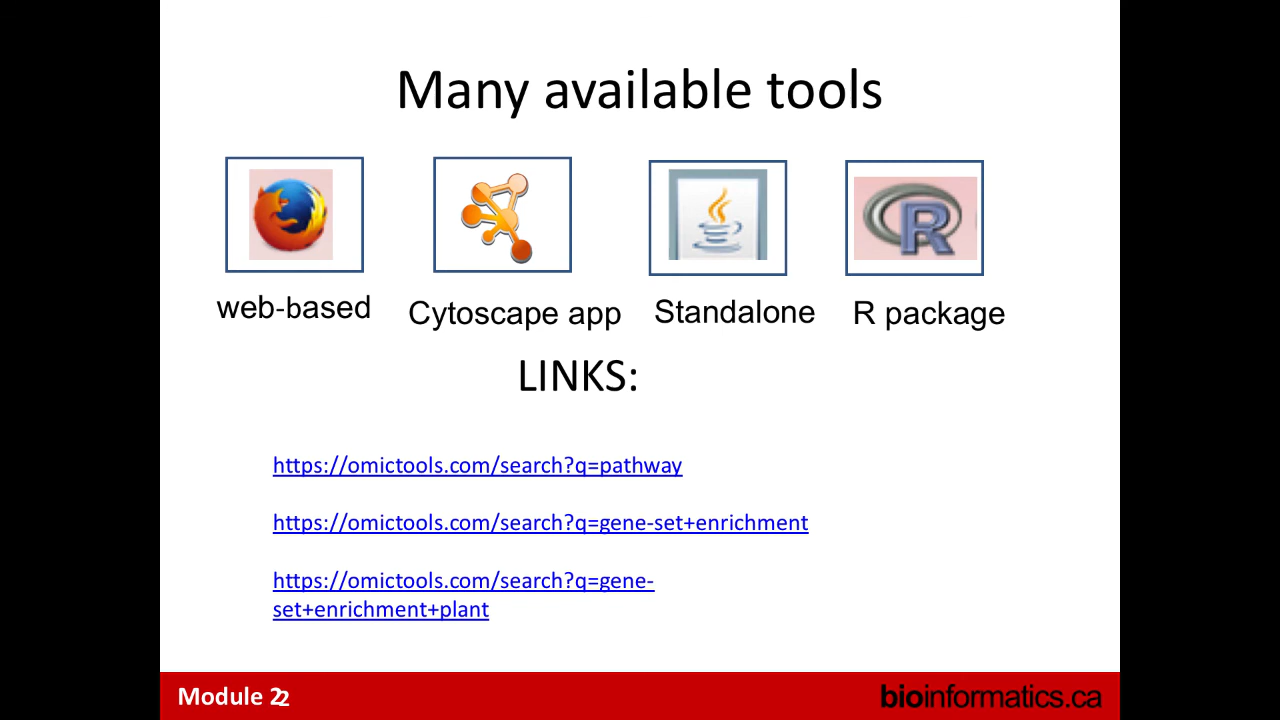 Many available tools
R
web-based
Cytoscape app
Standalone
R package
LINKS:
https://omictools.com/search?q=pathway
https://omictools.com/search?q=gene-set+enrichment
https://omictools.com/search?q=gene-
set+enrichment+plant
Module 22
bioinformatics.ca